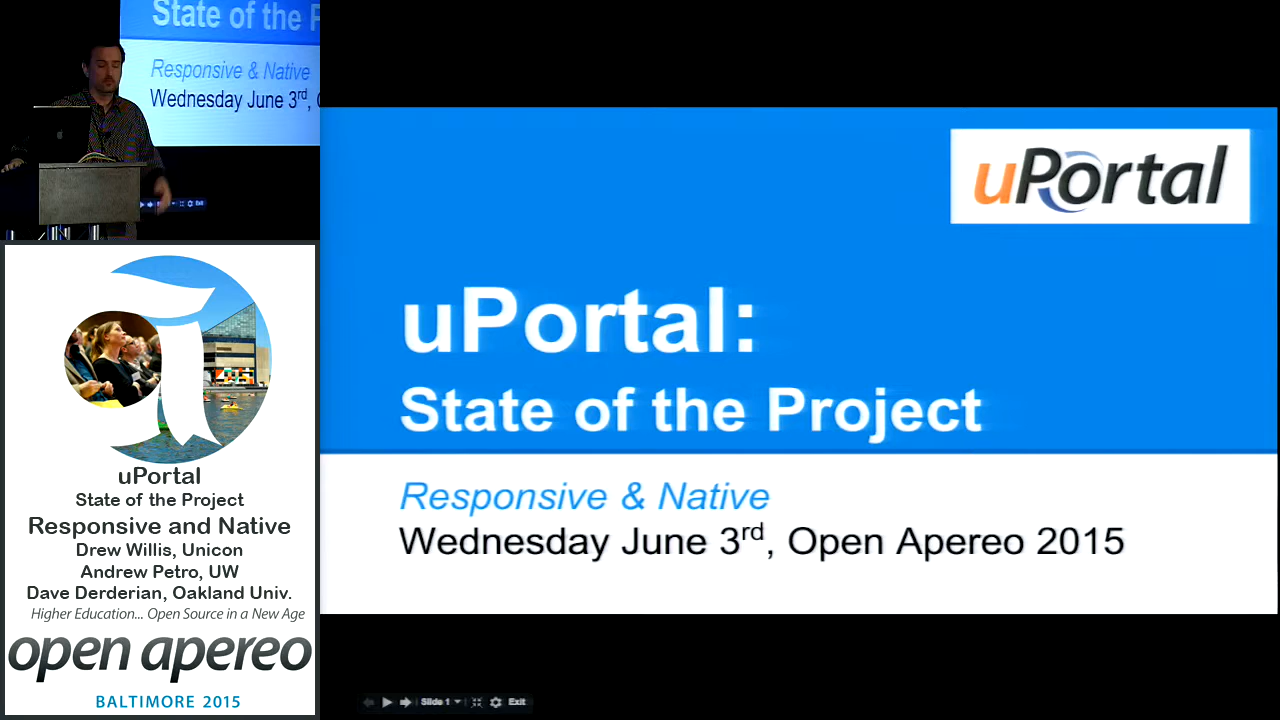 State of the P
Responsive & Native
Wednesday June 3rd,
Exit
uPortal
State of the Project
Responsive and Native
Drew Willis, Unicon
Andrew Petro, UW
Dave Derderian, Oakland Univ.
Higher Education... Open Source in a New Age
open apereo
BALTIMORE 2015
uPortal
uPortal:
State of the Project
Responsive & Native
Wednesday June 3rd, Open Apereo 2015
Slide 1
Exit